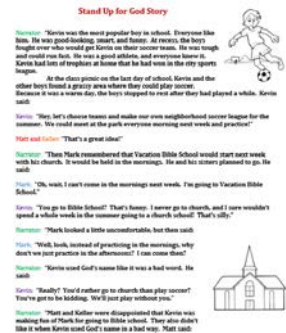 Stand Up for God Story
Narrator: "Kevin was the most popular boy in school. Everyone like
him. He was good-looking, smart, and funny. At recess, the boys
fought over who would get Kevin on their soccer team. He was tough
and could run fast. He was a good athlete, and everyone knew it.
Kevin had lots of trophies at home that he had won in the city sports
league.
At the class picnic on the last day of school, Kevin and the
other boys found a grassy area where they could play soccer.
Because it was a warm day, the boys stopped to rest after they had played a while. Kevin
said:
Kevin: "Hey, let's choose teams and make our own neighborhood soccer league for the
summer. We could meet at the park everyone morning next week and practice!"
Matt and Keller: "That's a great idea!"
Narrator: "Then Mark remembered that Vacation Bible School would start next week
with his church. It would be held in the mornings. He and his sisters planned to go. He
said:
Mark: "Oh, wait, I can't come in the mornings next week. I'm going to Vacation Bible
School."
Kevin: "You go to Bible School? That's funny. I never go to church, and I sure wouldn't
spend a whole week in the summer going to a church school! That's silly."
Narrator: "Mark looked a little uncomfortable, but then said:
Mark: "Well, look, instead of practicing in the mornings, why
don't we just practice in the afternoons? I can come then?
Narrator: "Kevin used God's name like it was a bad word. He
said:
Kevin: "Really? You'd rather go to church than play soccer?
You've got to be kidding. We'll just play without you."
Narrator: "Matt and Keller were disappointed that Kevin was
making fun of Mark for going to Bible school. They also didn't
like it when Kevin used God's name in a bad way. Matt said: